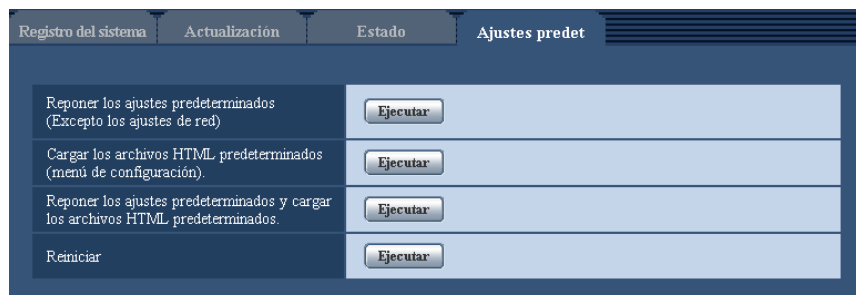 Registro del sistema Actualización Estado Ajustes predet
Reponer los ajustes predeterminados
(Excepto los ajustes de red)
Ejecutar
Cargar los archivos HTML predeterminados
(menú de configuración).
Ejecutar
Reponer los ajustes predeterminados y cargar
los archivos HTML predeterminados.
Ejecutar
Reiniciar
Ejecutar